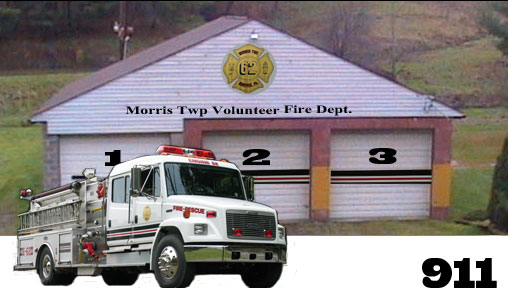 62
Morris Twp Volunteer Fire Dept.
1 2 3
FIRE-RESCUE
911